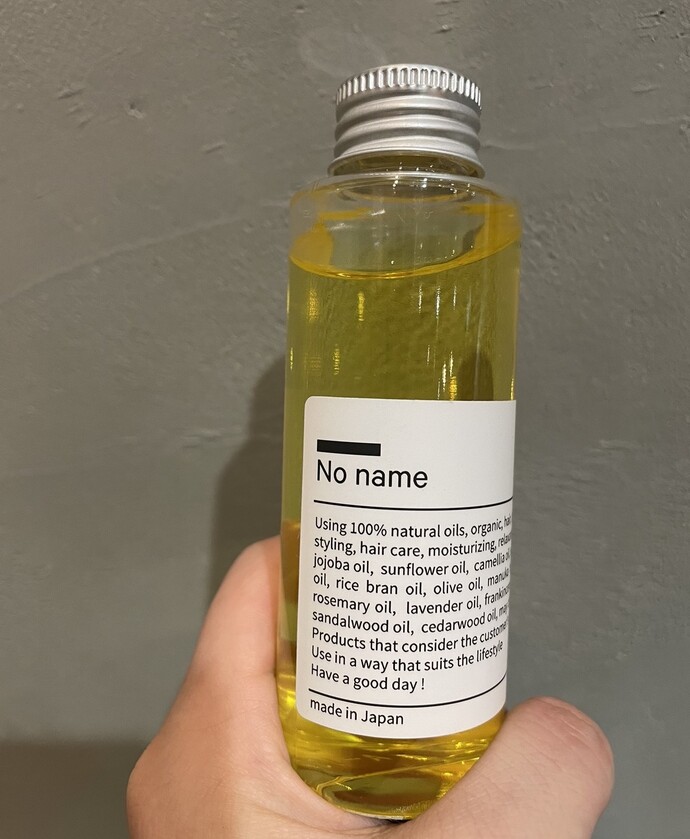 No name
Using 100% natural oils, organic,
styling, hair care, moisturizing,
jojoba oil, sunflower oil, camellia
oil, rice bran oil, olive oil, manuka
rosemary oil, lavender oil,
sandalwood oil, cedarwood oil,
Products that consider the
Use in a way that suits the lifestyle
Have a good day !
made in Japan